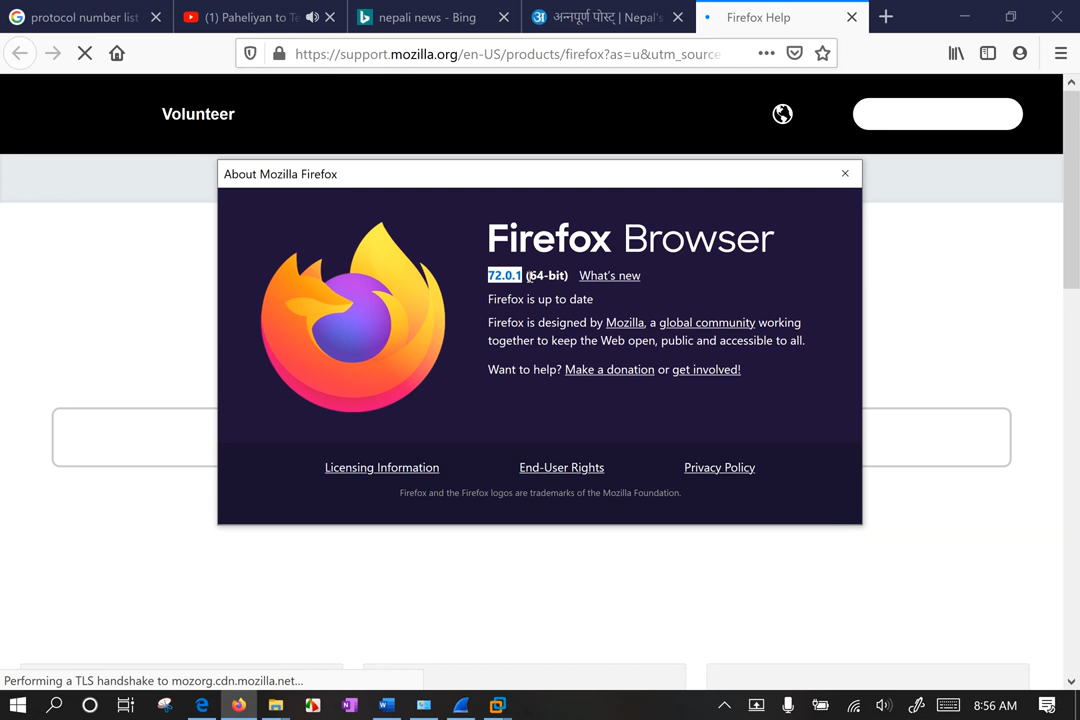 protocol number list
(1) Paheliyan to Te
nepali news - Bing
अन्नपूर्ण पोस्ट् | Nepal's
Firefox Help
https://support.mozilla.org/en-US/products/firefox?as=u&utm_source
Volunteer
About Mozilla Firefox
Firefox Browser
72.0.1 (64-bit) What's new
Firefox is up to date
Firefox is designed by Mozilla, a global community working
together to keep the Web open, public and accessible to all.
Want to help? Make a donation or get involved!
Licensing Information End-User Rights Privacy Policy
Firefox and the Firefox logos are trademarks of the Mozilla Foundation.
Performing a TLS handshake to mozorg.cdn.mozilla.net...
8:56 AM